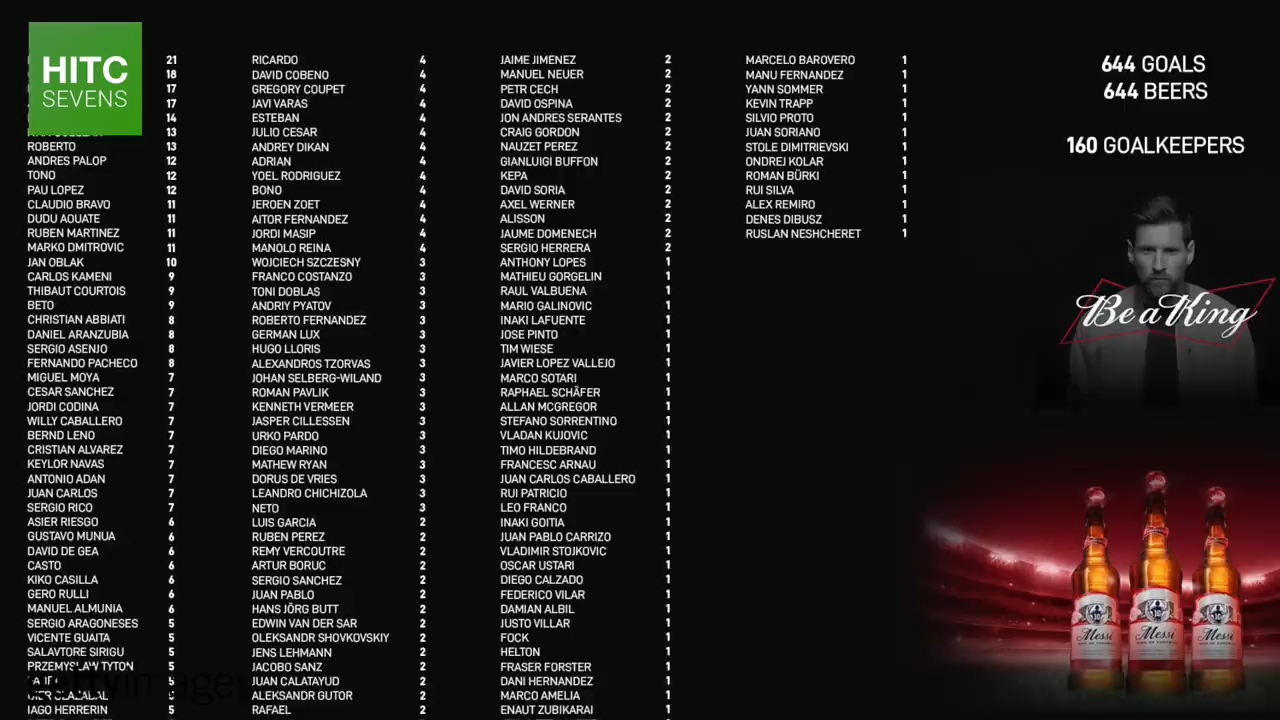 HITC
SEVENS
21
18
17
17
14
13
ROBERTO 13
ANDRES PALOP 12
TONO 12
PAU LOPEZ 12
CLAUDIO BRAVO 11
DUDU AOUATE 11
RUBEN MARTINEZ 11
MARKO DMITROVIC 11
JAN OBLAK 10
CARLOS KAMENI 9
THIBAUT COURTOIS 9
BETO 9
CHRISTIAN ABBIATI 8
DANIEL ARANZUBIA 8
SERGIO ASENJO 8
FERNANDO PACHECO 8
MIGUEL MOYA 7
CESAR SANCHEZ 7
JORDI CODINA 7
WILLY CABALLERO 7
BERND LENO 7
CRISTIAN ALVAREZ 7
KEYLOR NAVAS 7
ANTONIO ADAN 7
JUAN CARLOS 7
SERGIO RICO 7
ASIER RIESGO 6
GUSTAVO MUNUA 6
DAVID DE GEA 6
CASTO 6
KIKO CASILLA 6
GERO RULLI 6
MANUEL ALMUNIA 6
SERGIO ARAGONESES 5
VICENTE GUAITA 5
SALAVTORE SIRIGU 5
PRZEMYSLAW TYTON 5
5
5
IAGO HERRERIN 5
RICARDO 4
DAVID COBENO 4
GREGORY COUPET 4
JAVI VARAS 4
ESTEBAN 4
JULIO CESAR 4
ANDREY DIKAN 4
ADRIAN 4
YOEL RODRIGUEZ 4
BONO 4
JEROEN ZOET 4
AITOR FERNANDEZ 4
JORDI MASIP 4
MANOLO REINA 4
WOJCIECH SZCZESNY 3
FRANCO COSTANZO 3
TONI DOBLAS 3
ANDRIY PYATOV 3
ROBERTO FERNANDEZ 3
GERMAN LUX 3
HUGO LLORIS 3
ALEXANDROS TZORVAS 3
JOHAN SELBERG-WILAND 3
ROMAN PAVLIK 3
KENNETH VERMEER 3
JASPER CILLESSEN 3
URKO PARDO 3
DIEGO MARINO 3
MATHEW RYAN 3
DORUS DE VRIES 3
LEANDRO CHICHIZOLA 3
NETO 3
LUIS GARCIA 2
RUBEN PEREZ 2
REMY VERCOUTRE 2
ARTUR BORUC 2
SERGIO SANCHEZ 2
JUAN PABLO 2
HANS JÖRG BUTT 2
EDWIN VAN DER SAR 2
OLEKSANDR SHOVKOVSKIY 2
JENS LEHMANN 2
JACOBO SANZ 2
JUAN CALATAYUD 2
ALEKSANDR GUTOR 2
RAFAEL 2
JAIME JIMENEZ 2
MANUEL NEUER 2
PETR CECH 2
DAVID OSPINA 2
JON ANDRES SERANTES 2
CRAIG GORDON 2
NAUZET PEREZ 2
GIANLUIGI BUFFON 2
KEPA 2
DAVID SORIA 2
AXEL WERNER 2
ALISSON 2
JAUME DOMENECH 2
SERGIO HERRERA 2
ANTHONY LOPES 1
MATHIEU GORGELIN 1
RAUL VALBUENA 1
MARIO GALINOVIC 1
INAKI LAFUENTE 1
JOSE PINTO 1
TIM WIESE 1
JAVIER LOPEZ VALLEJO 1
MARCO SOTARI 1
RAPHAEL SCHÄFER 1
ALLAN MCGREGOR 1
STEFANO SORRENTINO 1
VLADAN KUJOVIC 1
TIMO HILDEBRAND 1
FRANCESC ARNAU 1
JUAN CARLOS CABALLERO 1
RUI PATRICIO 1
LEO FRANCO 1
INAKI GOITIA 1
JUAN PABLO CARRIZO 1
VLADIMIR STOJKOVIC 1
OSCAR USTARI 1
DIEGO CALZADO 1
FEDERICO VILAR 1
DAMIAN ALBIL 1
JUSTO VILLAR 1
FOCK 1
HELTON 1
FRASER FORSTER 1
DANI HERNANDEZ 1
MARCO AMELIA 1
ENAUT ZUBIKARAI 1
MARCELO BAROVERO 1
MANU FERNANDEZ 1
YANN SOMMER 1
KEVIN TRAPP 1
SILVIO PROTO 1
JUAN SORIANO 1
STOLE DIMITRIEVSKI 1
ONDREJ KOLAR 1
ROMAN BÜRKI 1
RUI SILVA 1
ALEX REMIRO 1
DENES DIBUSZ 1
RUSLAN NESHCHERET 1
644 GOALS
644 BEERS
160 GOALKEEPERS
Be a King
Messi
Messi
Messi
gettyimages